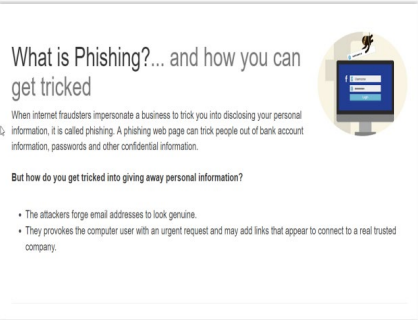 What is Phishing?... and how you can
get tricked
When internet fraudsters impersonate a business to trick you into disclosing your personal
information, it is called phishing. A phishing web page can trick people out of bank account
information, passwords and other confidential information.
But how do you get tricked into giving away personal information?
• The attackers forge email addresses to look genuine.
• They provokes the computer user with an urgent request and may add links that appear to connect to a real trusted
company.